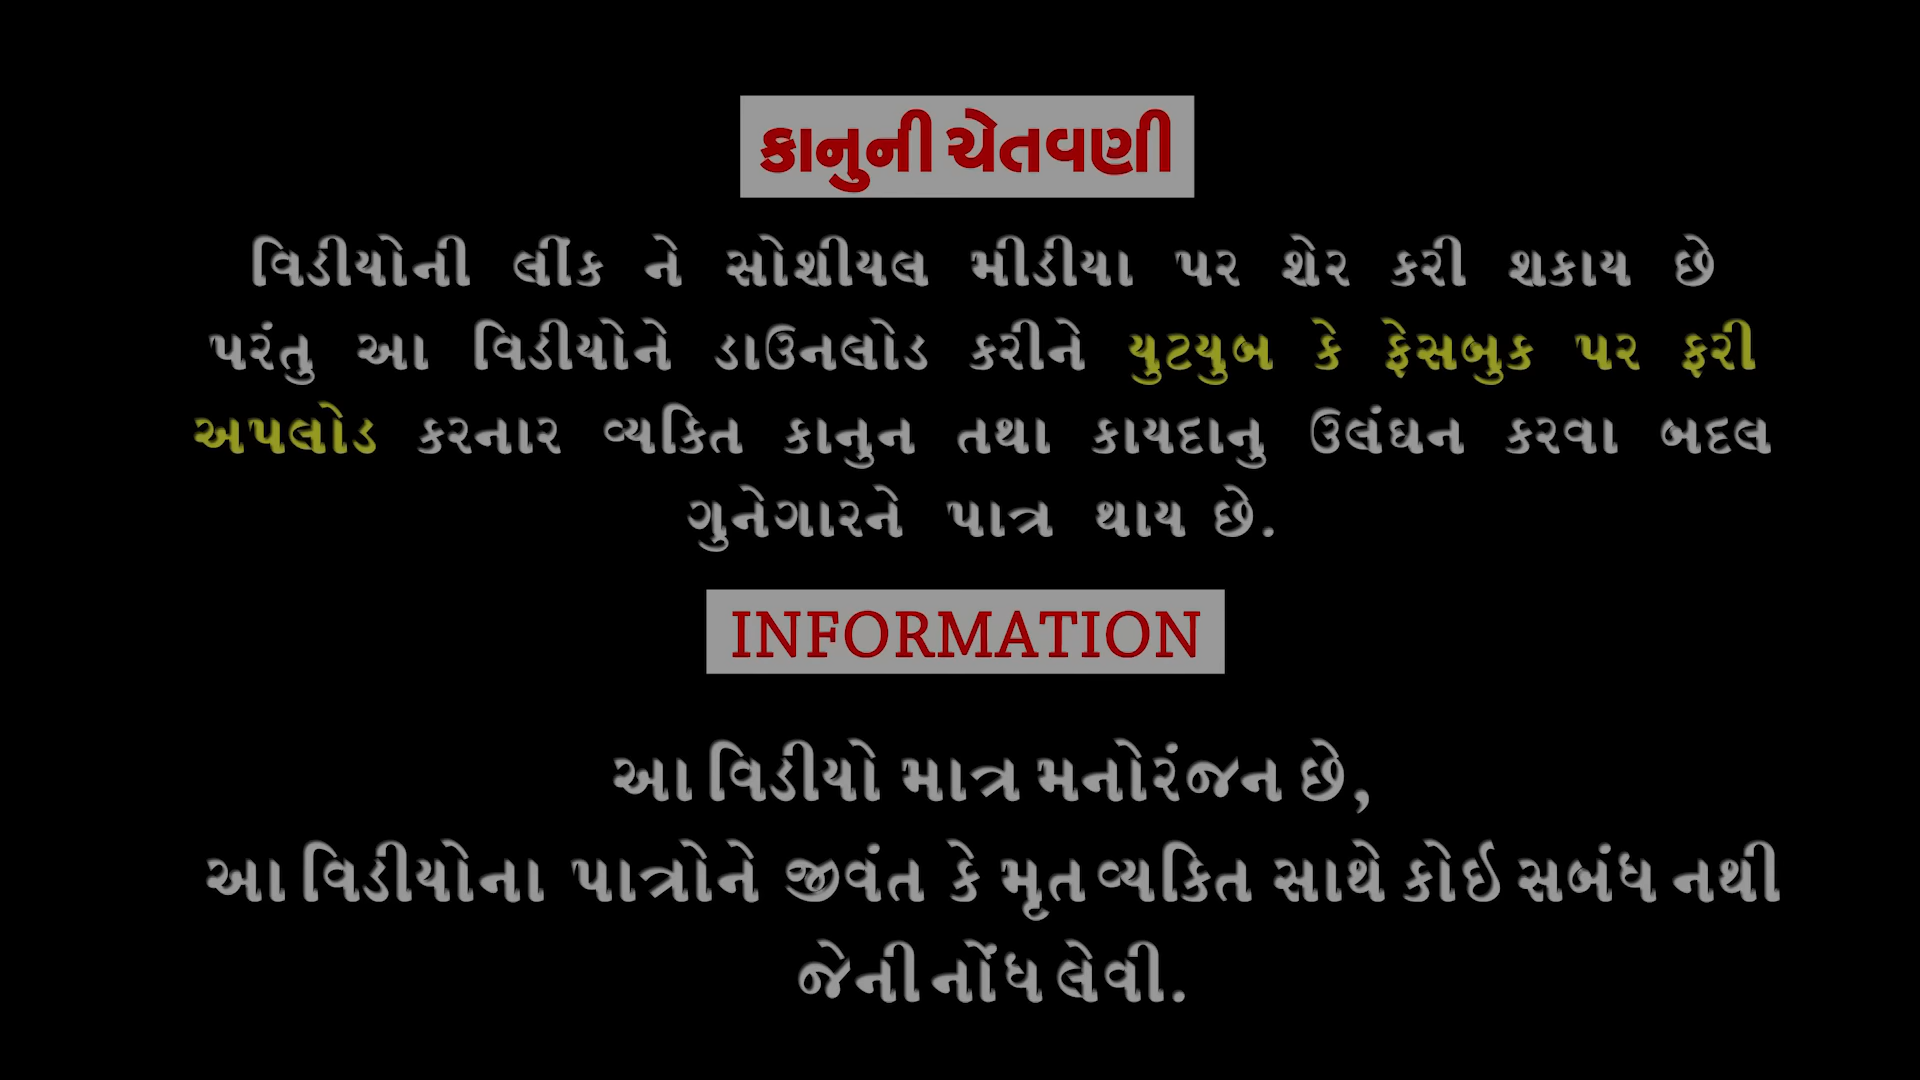 કાનુની ચેતવણી
વિડીયોની લીંક ને સોશીયલ મીડીયા પર શેર કરી શકાય છે
પરંતુ આ વિડીયોને ડાઉનલોડ કરીને યુટયુબ કે ફેસબુક પર ફરી
અપલોડ કરનાર વ્યકિત કાનુન તથા કાયદાનુ ઉલંઘન કરવા બદલ
ગુનેગારને પાત્ર થાય છે.
INFORMATION
આ વિડીયો માત્ર મનોરંજન છે,
આ વિડીયોના પાત્રોને જીવંત કે મૃત વ્યકિત સાથે કોઈ સબંધ નથી
જેની નોંધ લેવી.